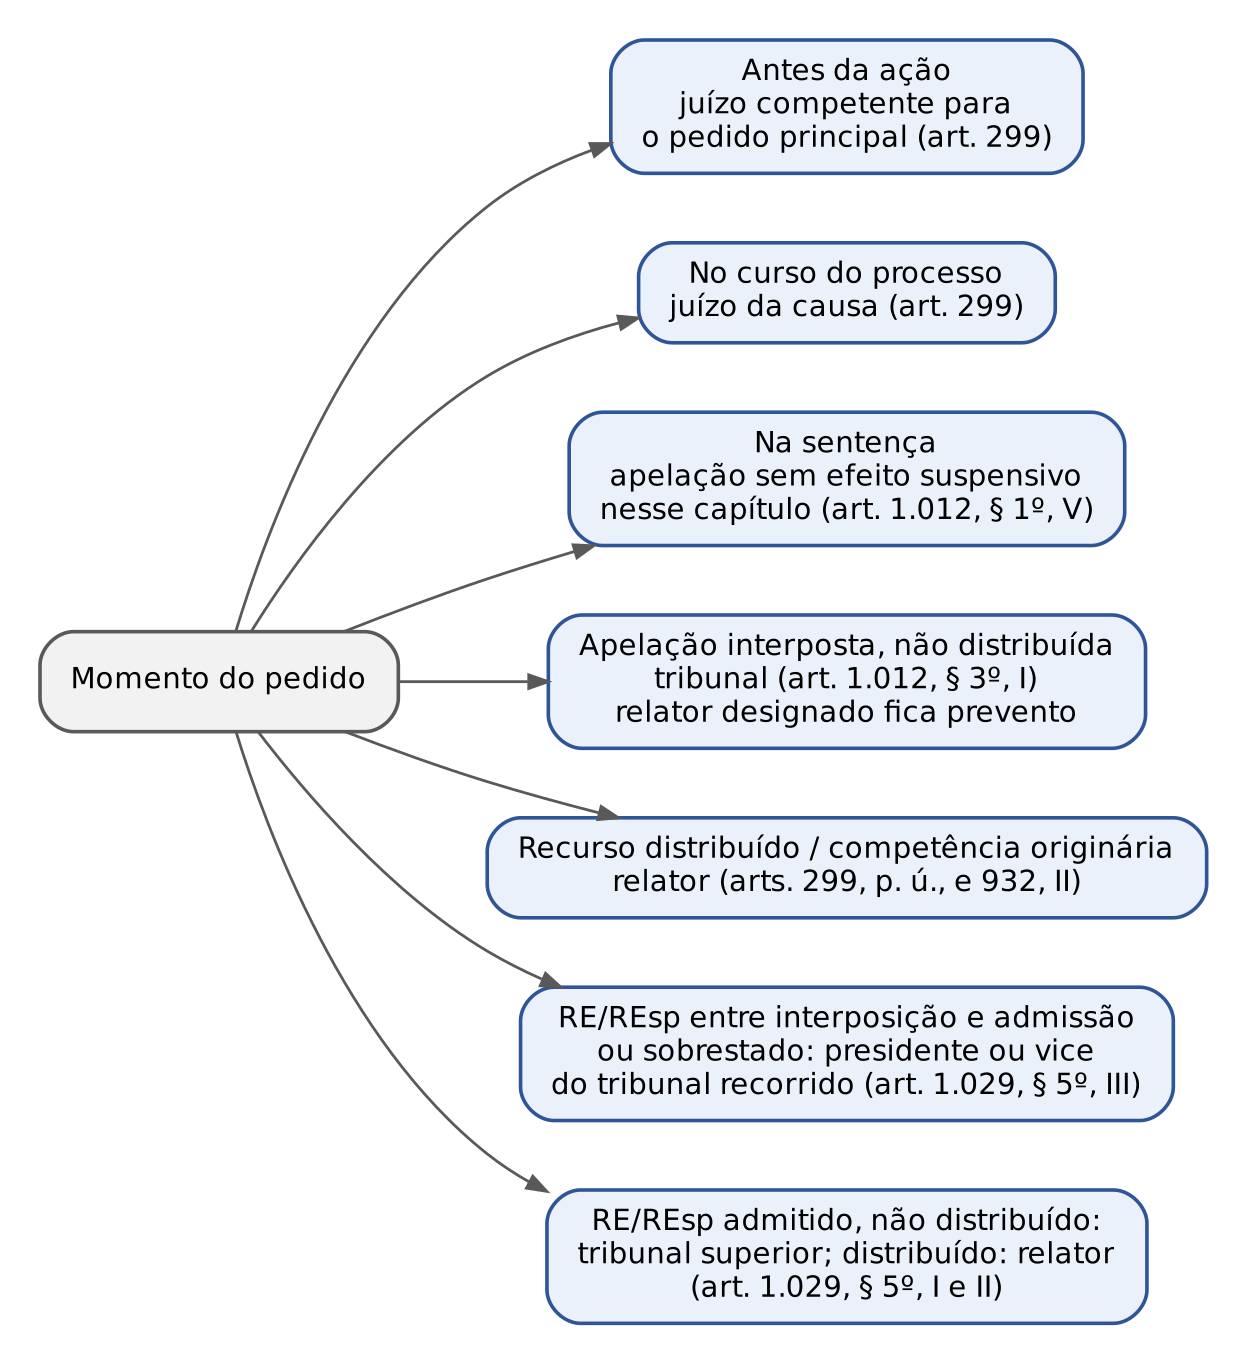 Momento do pedido
Antes da ação
juízo competente para
o pedido principal (art. 299)
No curso do processo
juízo da causa (art. 299)
Na sentença
apelação sem efeito suspensivo
nesse capítulo (art. 1.012, § 1º, V)
Apelação interposta, não distribuída
tribunal (art. 1.012, § 3º, I)
relator designado fica prevento
Recurso distribuído / competência originária
relator (arts. 299, p. ú., e 932, II)
RE/REsp entre interposição e admissão
ou sobrestado: presidente ou vice
do tribunal recorrido (art. 1.029, § 5º, III)
RE/REsp admitido, não distribuído:
tribunal superior; distribuído: relator
(art. 1.029, § 5º, I e II)